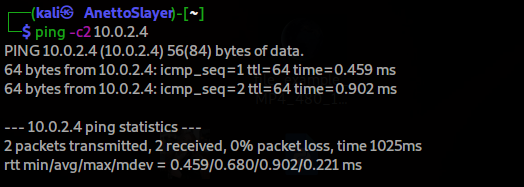 (kali㉿ AnettoSlayer)-[~]
$ ping -c2 10.0.2.4
PING 10.0.2.4 (10.0.2.4) 56(84) bytes of data.
64 bytes from 10.0.2.4: icmp_seq=1 ttl=64 time=0.459 ms
64 bytes from 10.0.2.4: icmp_seq=2 ttl=64 time=0.902 ms
--- 10.0.2.4 ping statistics ---
2 packets transmitted, 2 received, 0% packet loss, time 1025ms
rtt min/avg/max/mdev = 0.459/0.680/0.902/0.221 ms